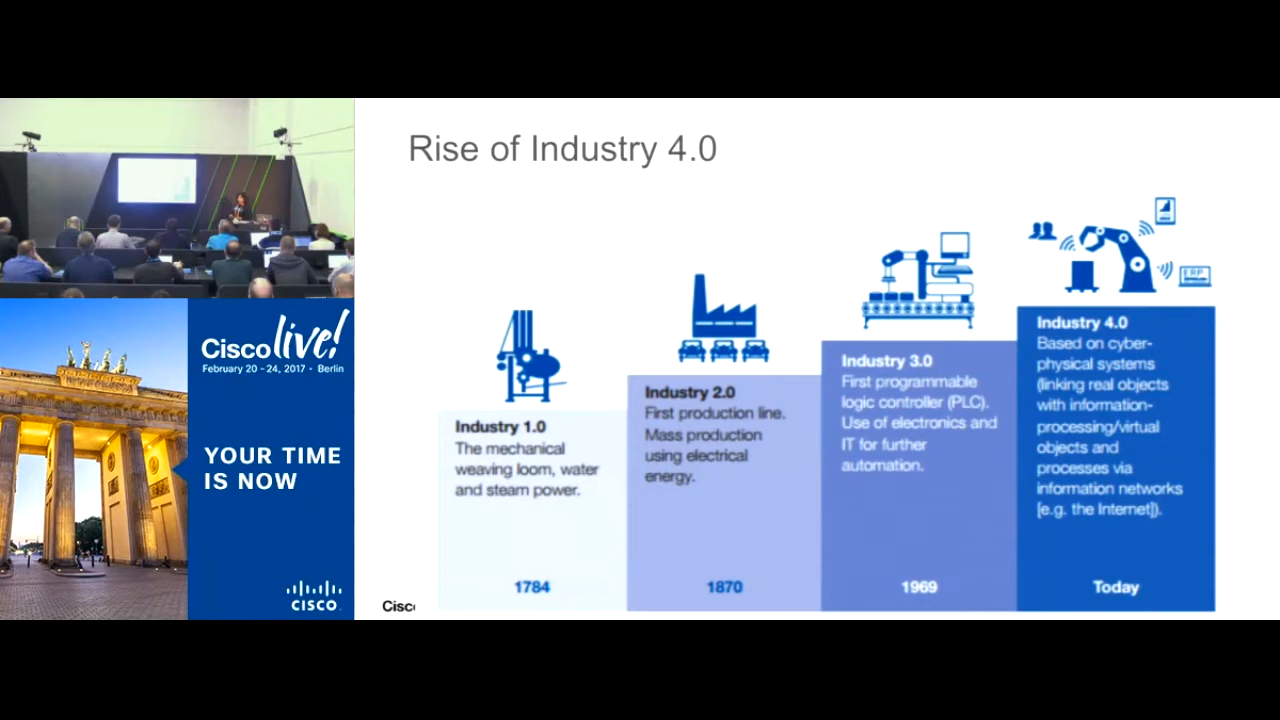 Rise of Industry 4.0
Cisco live!
February 20-24, 2017 · Berlin
YOUR TIME
IS NOW
CISCO
Industry 1.0
The mechanical
weaving loom, water
and steam power.
1784
Industry 2.0
First production line.
Mass production
using electrical
energy.
1870
Industry 3.0
First programmable
logic controller (PLC).
Use of electronics and
IT for further
automation.
1969
ERP
Industry 4.0
Based on cyber-
physical systems
(linking real objects
with information-
processing/virtual
objects and
processes via
information networks
[e.g. the Internet]).
Today
Cisc